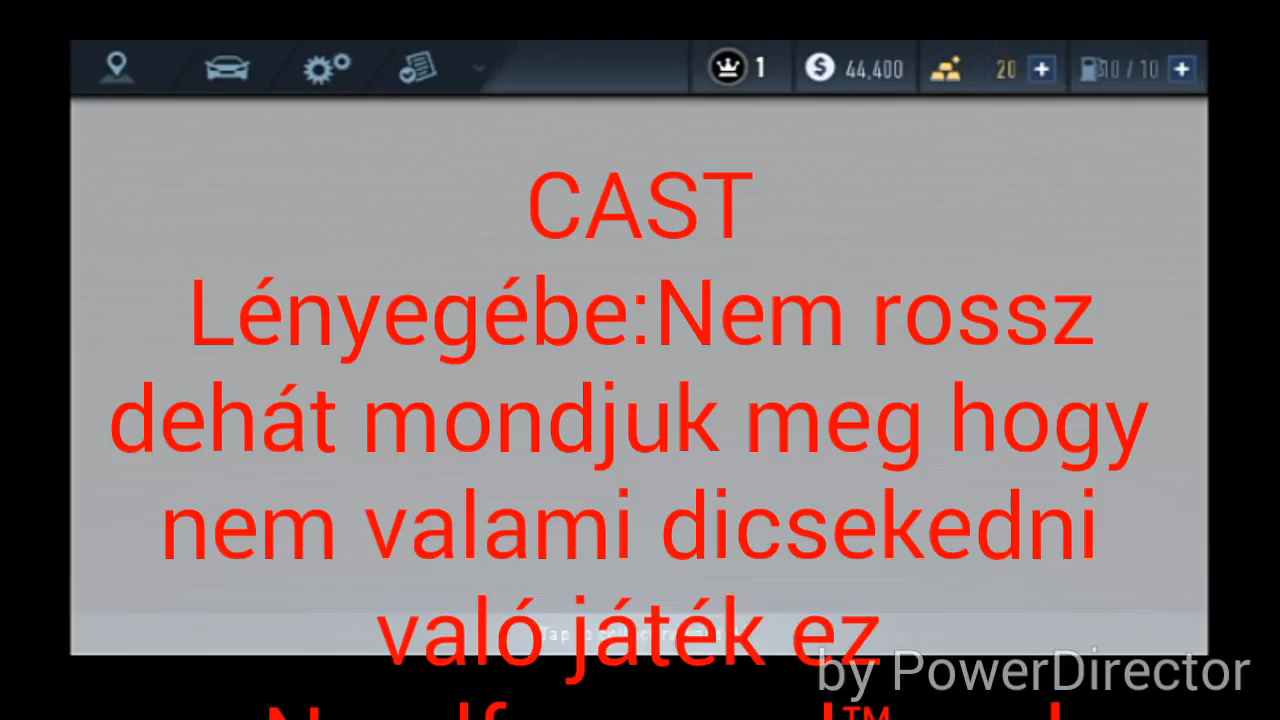 1 44,400 20 10 / 10
CAST
Lényegébe:Nem rossz
dehát mondjuk meg hogy
nem valami dicsekedni
való játék ez
by PowerDirector